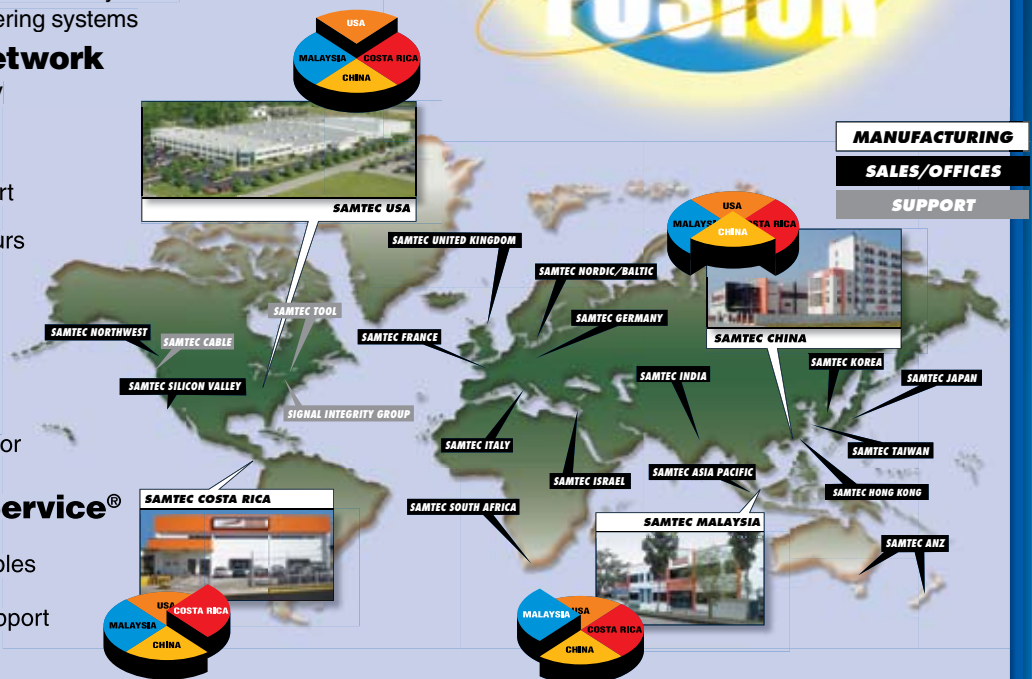 ering systems
etwork
rt
urs
or
ervice®
les
port
FUSION
USA
MALAYSIA
COSTA RICA
CHINA
MANUFACTURING
SALES/OFFICES
SUPPORT
SAMTEC USA
SAMTEC UNITED KINGDOM
USA
MALAYS
STA RICA
CHINA
SAMTEC NORDIC/BALTIC
SAMTEC TOOL
SAMTEC GERMANY
SAMTEC NORTHWEST
SAMTEC CABLE
SAMTEC FRANCE
SAMTEC CHINA
SAMTEC KOREA
SAMTEC SILICON VALLEY
SAMTEC INDIA
SAMTEC JAPAN
SIGNAL INTEGRITY GROUP
SAMTEC ITALY
SAMTEC TAIWAN
SAMTEC ISRAEL
SAMTEC ASIA PACIFIC
SAMTEC HONG KONG
SAMTEC COSTA RICA
SAMTEC SOUTH AFRICA
SAMTEC MALAYSIA
SAMTEC ANZ
USA
COSTA RICA
MALAYSIA
CHINA
MALAYSIA
USA
COSTA RICA
CHINA